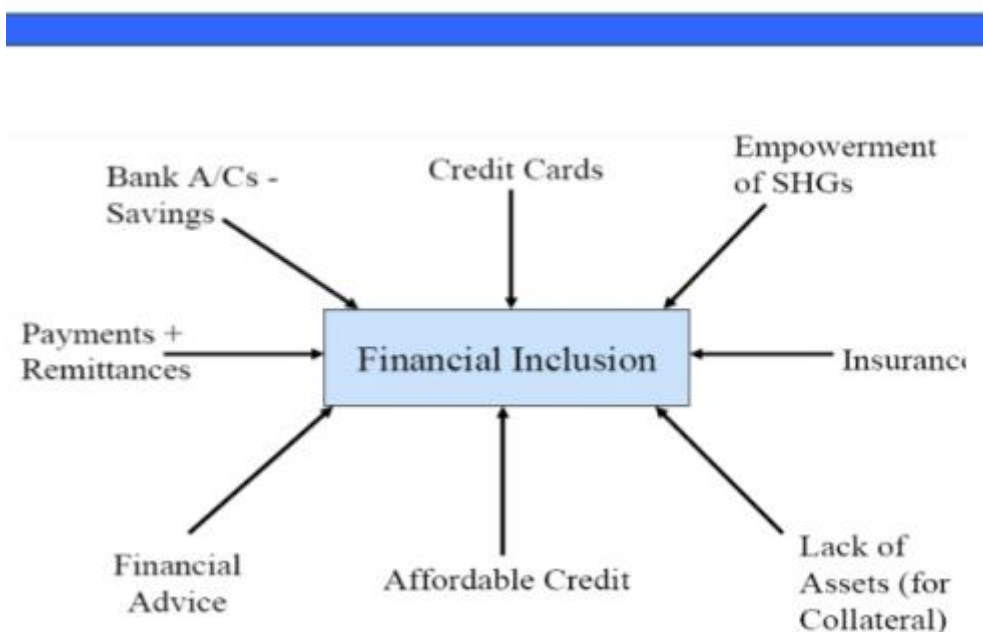 Bank A/Cs -
Savings
Credit Cards
Empowerment
of SHGs
Payments +
Remittances
Financial Inclusion
Insuranc
Financial
Advice
Affordable Credit
Lack of
Assets (for
Collateral)